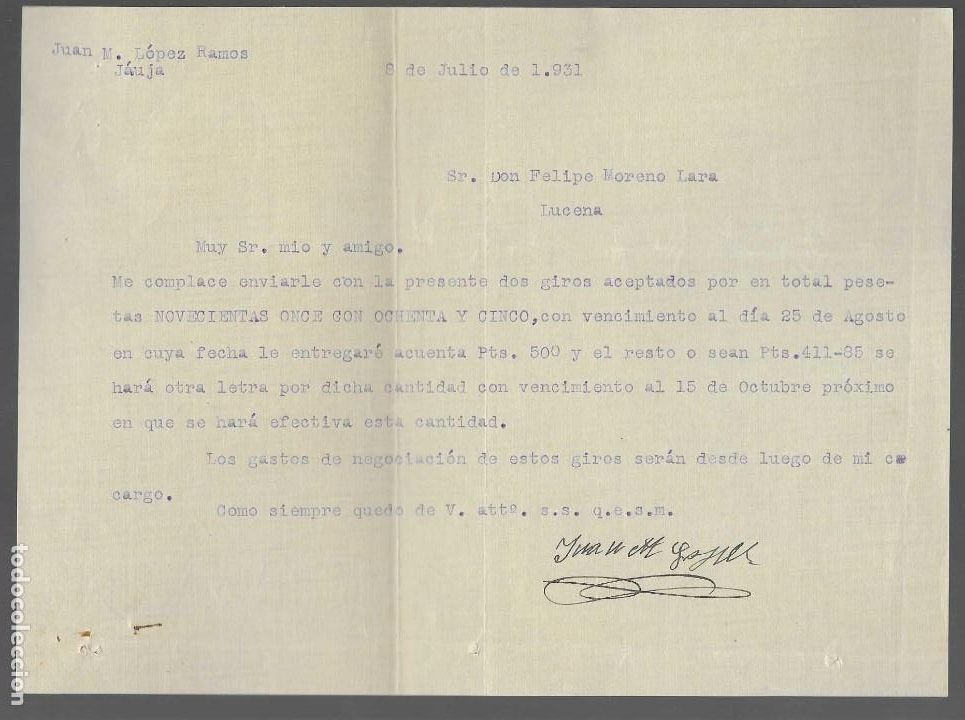 Juan M. López Ramos
Jáuja
8 de Julio de 1.931
Sr. Don Felipe Moreno Lara
Lucena
Muy Sr. mio y amigo.
Me complace enviarle con la presente dos giros aceptados por en total pese-
tas NOVECIENTAS ONCE CON OCHENTA Y CINCO,con vencimiento al día 25 de Agosto
en cuya fecha le entregaré acuenta Pts. 500 y el resto o sean Pts.411-85 se
hará otra letra por dicha cantidad con vencimiento al 15 de Octubre próximo
en que se hará efectiva esta cantidad.
Los gastos de negociación de estos giros serán desde luego de mi ca
cargo.
Como siempre quedo de V. attº. s.s. q.e.s.m.
Juan M
todocoleccion